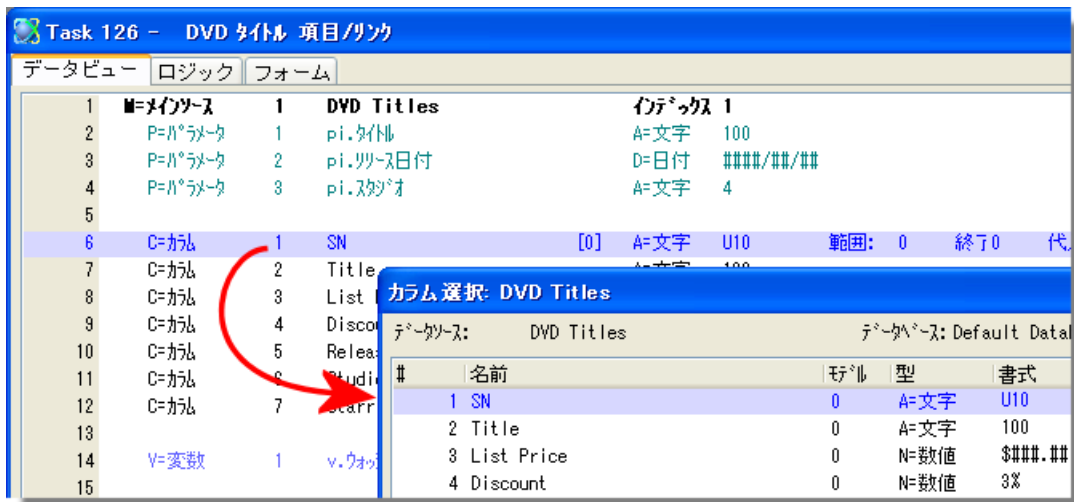 Task 126 - DVD ﾀｲﾄﾙ 項目/ﾘﾝｸ
データビュー ロジック フォーム
1 M=ﾒｲﾝｿｰｽ 1 DVD Titles ｲﾝﾃﾞｯｸｽ 1
2 P=ﾊﾟﾗﾒｰﾀ 1 pi.ﾀｲﾄﾙ A=文字 100
3 P=ﾊﾟﾗﾒｰﾀ 2 pi.ﾘﾘｰｽ日付 D=日付 ####/##/##
4 P=ﾊﾟﾗﾒｰﾀ 3 pi.ｽﾀｼﾞｵ A=文字 4
5
6 C=ｶﾗﾑ 1 SN [0] A=文字 U10 範囲: 0 終了0
7 C=ｶﾗﾑ 2 Title A=文字 100
8 C=ｶﾗﾑ 3 List
9 C=ｶﾗﾑ 4
10 C=ｶﾗﾑ 5
11 C=ｶﾗﾑ 6
12 C=ｶﾗﾑ 7
13
14 V=変数 1
15
ｶﾗﾑ選択: DVD Titles
ﾃﾞｰﾀｿｰｽ: DVD Titles ﾃﾞｰﾀﾍﾞｰｽ: Default
# 名前 ﾓﾃﾞﾙ 型 書式
1 SN 0 A=文字 U10
2 Title 0 A=文字 100
3 List Price 0 N=数値 $###.##
4 Discount 0 N=数値 3%